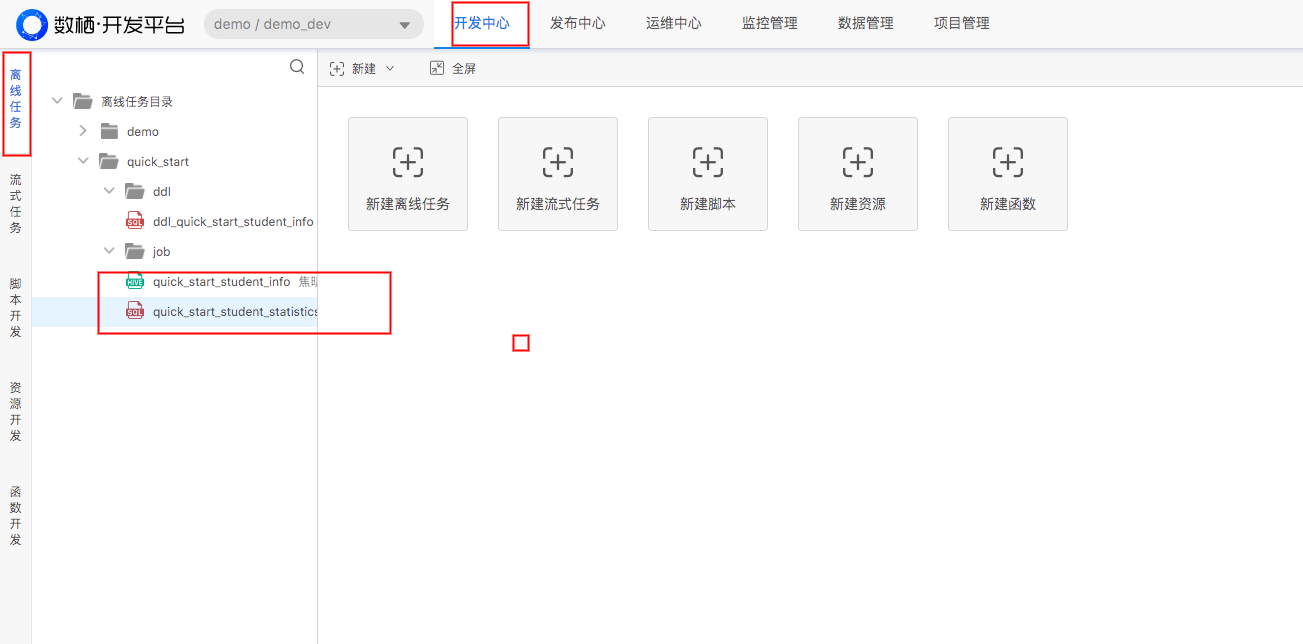 数栖·开发平台
demo / demo_dev
开发中心
发布中心
运维中心
监控管理
数据管理
项目管理
离线任务
流式任务
脚本开发
资源开发
函数开发
离线任务目录
demo
quick_start
ddl
SQL
ddl_quick_start_student_info
job
HIVE
quick_start_student_info 焦
SQL
quick_start_student_statistics
新建
全屏
新建离线任务
新建流式任务
新建脚本
新建资源
新建函数